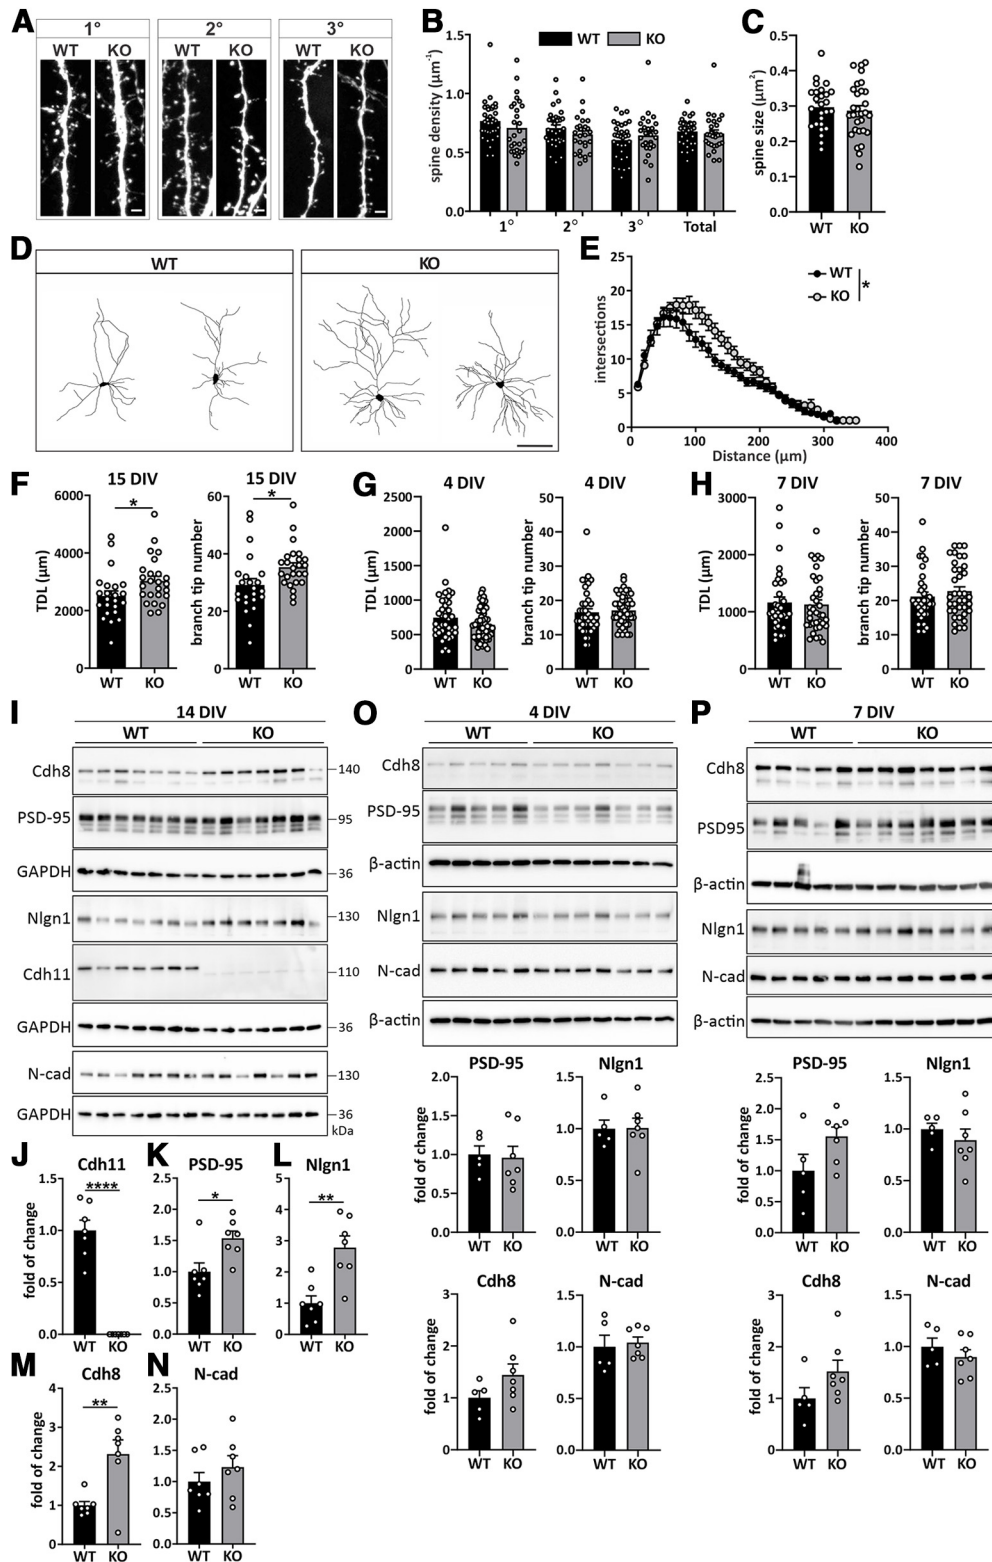 A
1° 2° 3°
WT KO WT KO WT KO
B
spine density (µm⁻¹)
WT KO
1.5
1.0
0.5
0.0
1° 2° 3° Total
C
spine size (µm²)
0.5
0.4
0.3
0.2
0.1
0
WT KO
D
WT KO
E
intersections
25
20
15
10
5
0
0 100 200 300 400
Distance (µm)
WT
KO
*
F
15 DIV
TDL (µm)
6000
4000
2000
0
*
WT KO
15 DIV
branch tip number
60
40
20
0
*
WT KO
G
4 DIV
TDL (µm)
2500
2000
1500
1000
500
0
WT KO
4 DIV
branch tip number
50
40
30
20
10
0
WT KO
H
7 DIV
TDL (µm)
3000
2000
1000
0
WT KO
7 DIV
branch tip number
50
40
30
20
10
0
WT KO
I
14 DIV
WT KO
Cdh8 140
PSD-95 95
GAPDH 36
Nlgn1 130
Cdh11 110
GAPDH 36
N-cad 130
GAPDH 36
kDa
O
4 DIV
WT KO
Cdh8
PSD-95
β-actin
Nlgn1
N-cad
β-actin
PSD-95
fold of change
2.0
1.5
1.0
0.5
0.0
WT KO
Nlgn1
1.5
1.0
0.5
0.0
WT KO
Cdh8
fold of change
3
2
1
0
WT KO
N-cad
1.5
1.0
0.5
0.0
WT KO
P
7 DIV
WT KO
Cdh8
PSD95
β-actin
Nlgn1
N-cad
β-actin
PSD-95
fold of change
2.5
2.0
1.5
1.0
0.5
0.0
WT KO
Nlgn1
1.5
1.0
0.5
0.0
WT KO
Cdh8
fold of change
3
2
1
0
WT KO
N-cad
1.5
1.0
0.5
0.0
WT KO
J
Cdh11
fold of change
1.5
1.0
0.5
0.0
****
WT KO
K
PSD-95
2.5
2.0
1.5
1.0
0.5
0.0
*
WT KO
L
Nlgn1
5
4
3
2
1
0
**
WT KO
M
Cdh8
fold of change
4
3
2
1
0
**
WT KO
N
N-cad
2.5
2.0
1.5
1.0
0.5
0.0
WT KO